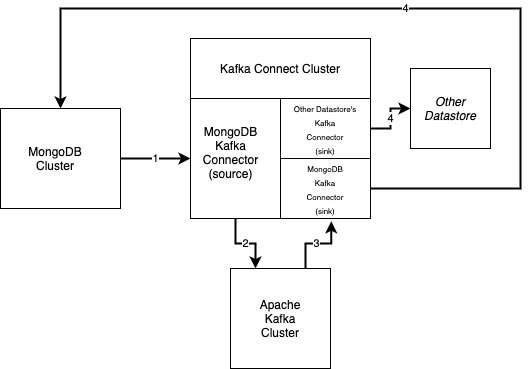 4
Kafka Connect Cluster
MongoDB
Cluster
1
MongoDB
Kafka
Connector
(source)
Other Datastore's
Kafka
Connector
(sink)
4
Other
Datastore
MongoDB
Kafka
Connector
(sink)
2
3
Apache
Kafka
Cluster